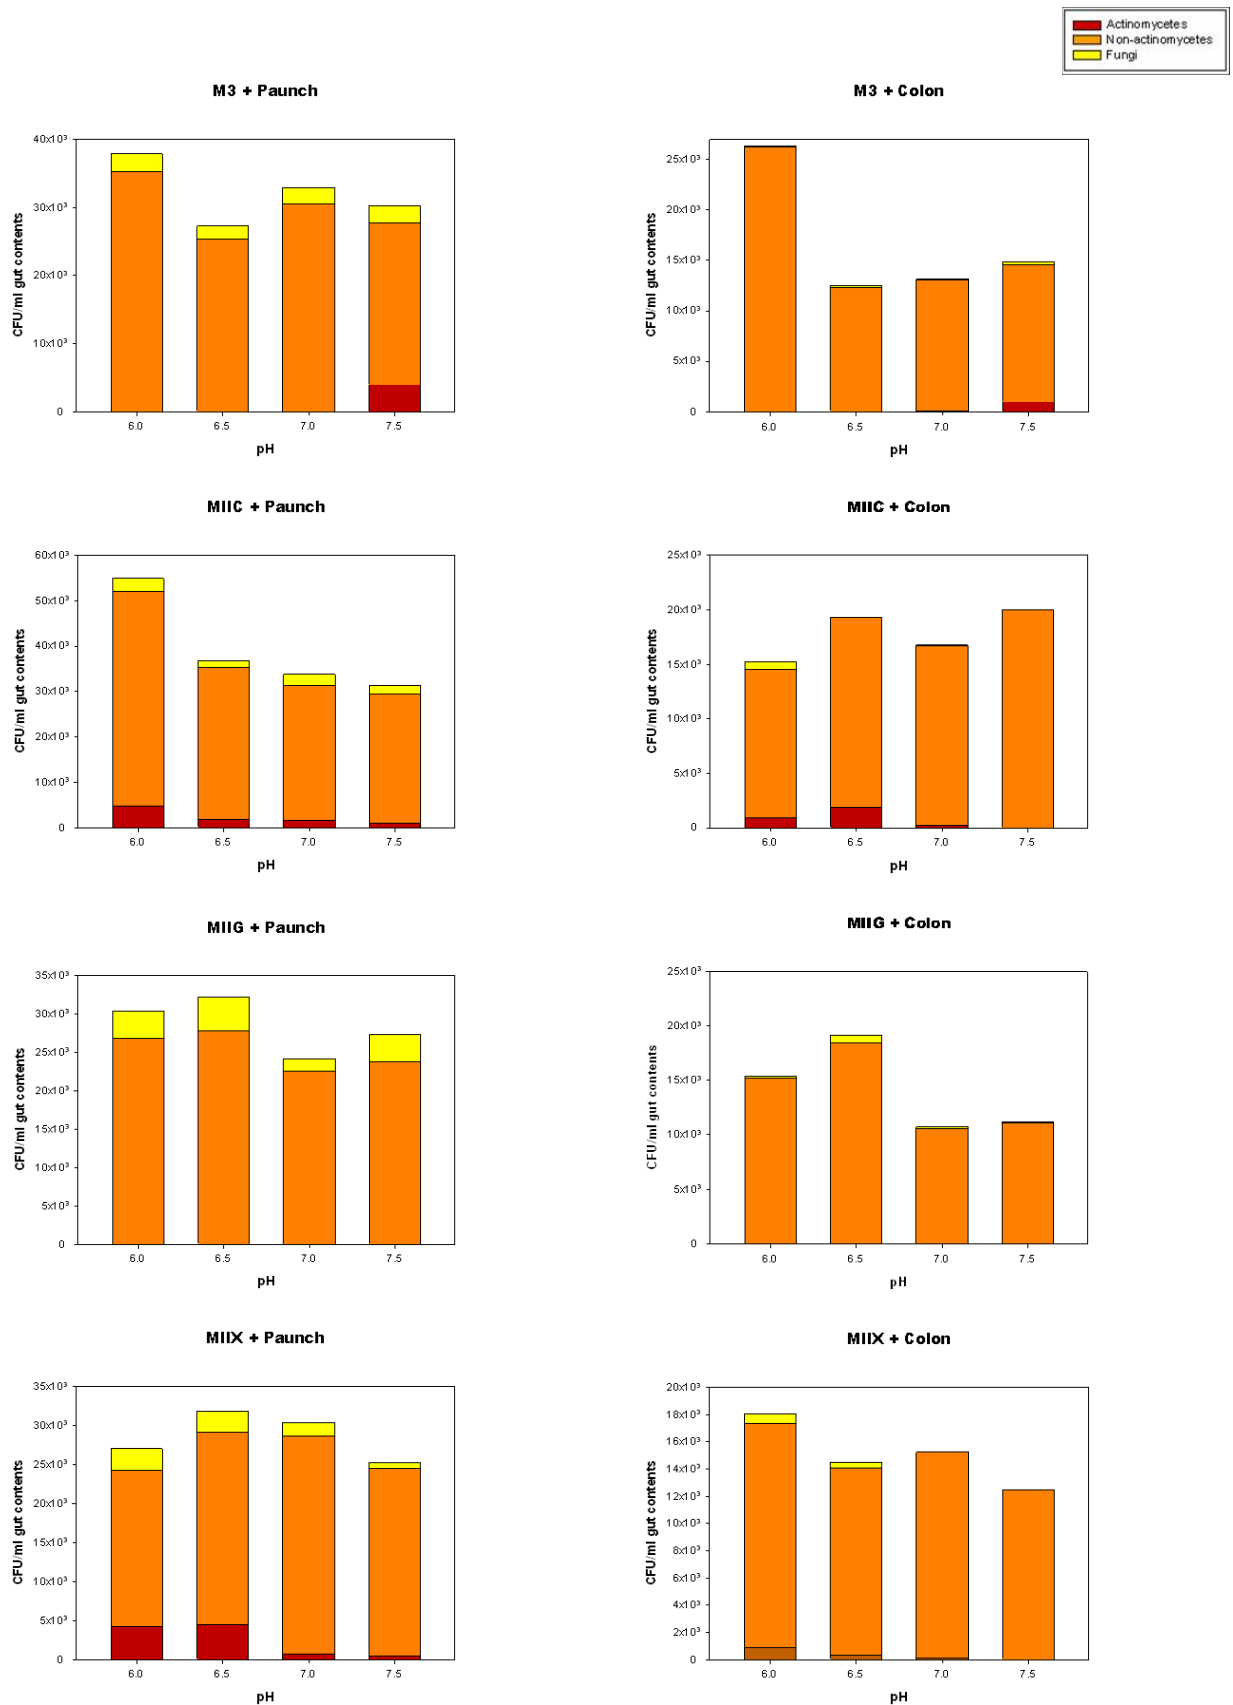 Actinomycetes
Non-actinomycetes
Fungi
M3 + Paunch
CFU/ml gut contents
40x10³
30x10³
20x10³
10x10³
0
6.0 6.5 7.0 7.5
pH
M3 + Colon
CFU/ml gut contents
25x10³
20x10³
15x10³
10x10³
5x10³
0
6.0 6.5 7.0 7.5
pH
MIIC + Paunch
CFU/ml gut contents
60x10³
50x10³
40x10³
30x10³
20x10³
10x10³
0
6.0 6.5 7.0 7.5
pH
MIIC + Colon
CFU/ml gut contents
25x10³
20x10³
15x10³
10x10³
5x10³
0
6.0 6.5 7.0 7.5
pH
MIIG + Paunch
CFU/ml gut contents
35x10³
30x10³
25x10³
20x10³
15x10³
10x10³
5x10³
0
6.0 6.5 7.0 7.5
pH
MIIG + Colon
CFU/ml gut contents
25x10³
20x10³
15x10³
10x10³
5x10³
0
6.0 6.5 7.0 7.5
pH
MIIX + Paunch
CFU/ml gut contents
35x10³
30x10³
25x10³
20x10³
15x10³
10x10³
5x10³
0
6.0 6.5 7.0 7.5
pH
MIIX + Colon
CFU/ml gut contents
20x10³
18x10³
16x10³
14x10³
12x10³
10x10³
8x10³
6x10³
4x10³
2x10³
0
6.0 6.5 7.0 7.5
pH